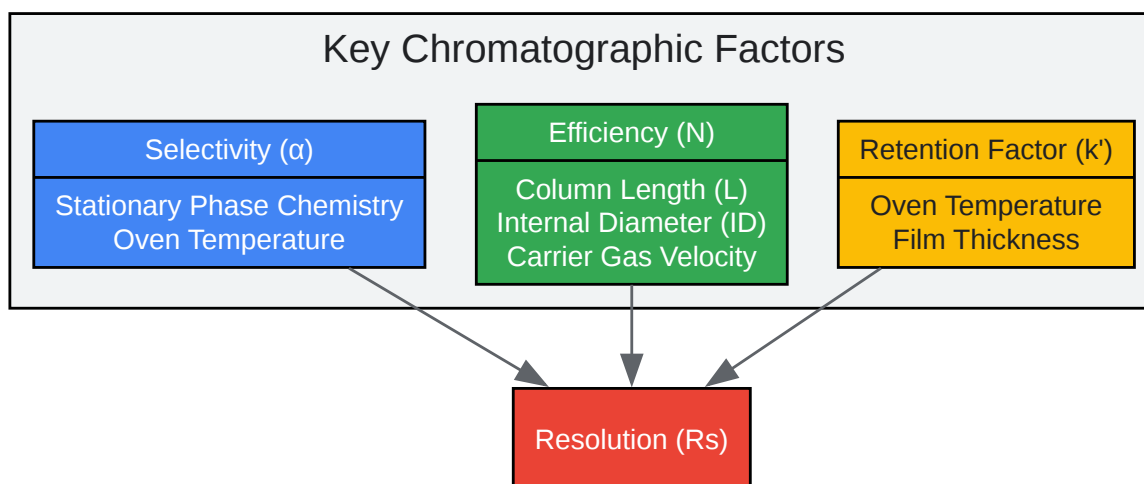 Key Chromatographic Factors
Selectivity (α)
Stationary Phase Chemistry
Oven Temperature
Efficiency (N)
Column Length (L)
Internal Diameter (ID)
Carrier Gas Velocity
Retention Factor (k')
Oven Temperature
Film Thickness
Resolution (Rs)